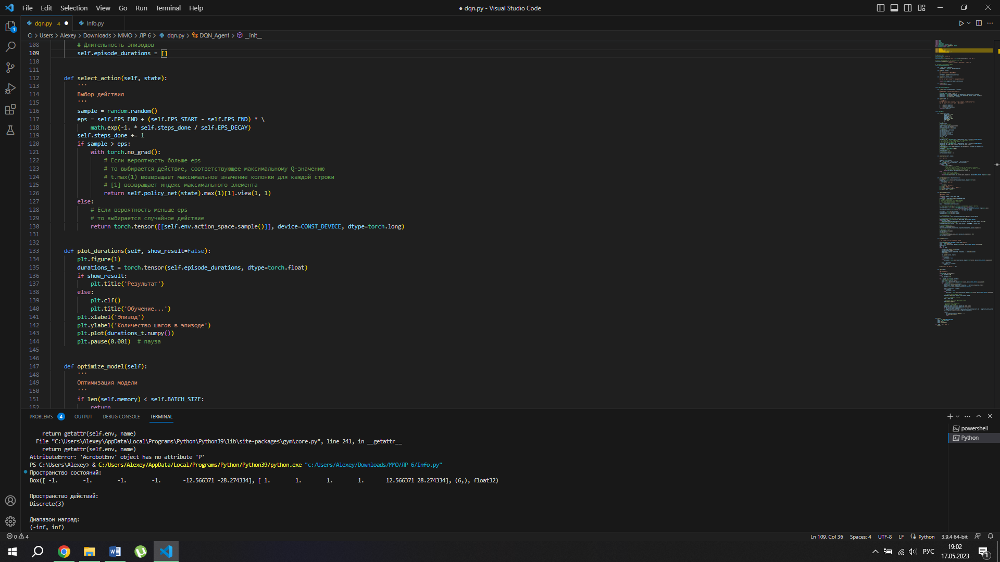 File Edit Selection View Go Run Terminal Help
● dqn.py - Visual Studio Code
dqn.py 4 ● Info.py
C: > Users > Alexey > Downloads > ММО > ЛР 6 > dqn.py > DQN_Agent > __init__
108 # Длительность эпизодов
109 self.episode_durations = []
110
111
112 def select_action(self, state):
113 '''
114 Выбор действия
115 '''
116 sample = random.random()
117 eps = self.EPS_END + (self.EPS_START - self.EPS_END) * \
118 math.exp(-1. * self.steps_done / self.EPS_DECAY)
119 self.steps_done += 1
120 if sample > eps:
121 with torch.no_grad():
122 # Если вероятность больше eps
123 # то выбирается действие, соответствующее максимальному Q-значению
124 # t.max(1) возвращает максимальное значение колонки для каждой строки
125 # [1] возвращает индекс максимального элемента
126 return self.policy_net(state).max(1)[1].view(1, 1)
127 else:
128 # Если вероятность меньше eps
129 # то выбирается случайное действие
130 return torch.tensor([[self.env.action_space.sample()]], device=CONST_DEVICE, dtype=torch.long)
131
132
133 def plot_durations(self, show_result=False):
134 plt.figure(1)
135 durations_t = torch.tensor(self.episode_durations, dtype=torch.float)
136 if show_result:
137 plt.title('Результат')
138 else:
139 plt.clf()
140 plt.title('Обучение...')
141 plt.xlabel('Эпизод')
142 plt.ylabel('Количество шагов в эпизоде')
143 plt.plot(durations_t.numpy())
144 plt.pause(0.001)  # пауза
145
146
147 def optimize_model(self):
148 '''
149 Оптимизация модели
150 '''
151 if len(self.memory) < self.BATCH_SIZE:
152 return
PROBLEMS 4 OUTPUT DEBUG CONSOLE TERMINAL
return getattr(self.env, name)
File "C:\Users\Alexey\AppData\Local\Programs\Python\Python39\lib\site-packages\gym\core.py", line 241, in __getattr__
return getattr(self.env, name)
AttributeError: 'AcrobotEnv' object has no attribute 'P'
PS C:\Users\Alexey> & C:/Users/Alexey/AppData/Local/Programs/Python/Python39/python.exe "c:/Users/Alexey/Downloads/ММО/ЛР 6/Info.py"
Пространство состояний:
Box([ -1. -1. -1. -1. -12.566371 -28.274334], [ 1. 1. 1. 1. 12.566371 28.274334], (6,), float32)
Пространство действий:
Discrete(3)
Диапазон наград:
(-inf, inf)
powershell
Python
0 4
Ln 109, Col 36 Spaces: 4 UTF-8 LF Python 3.9.4 64-bit
РУС
19:02
17.05.2023
1